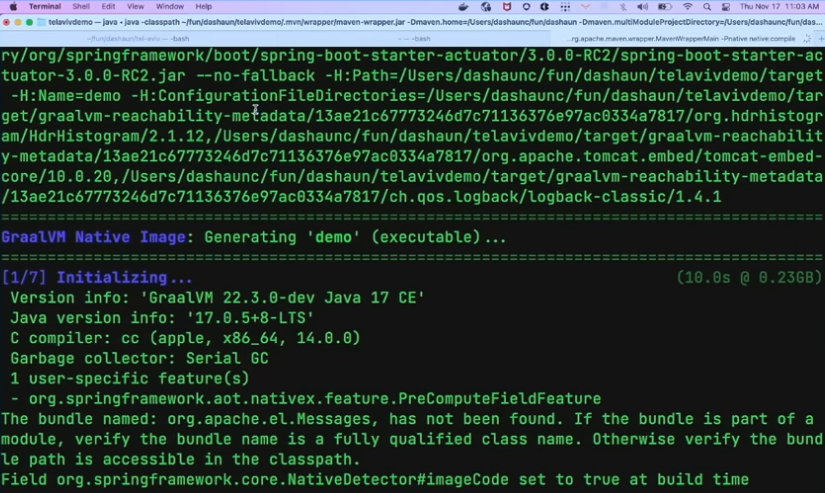 Terminal Shell Edit View Window Help Thu Nov 17 11:03 AM
telavivdemo — java • java -classpath ~/fun/dashaun/telavivdemo/.mvn/wrapper/maven-wrapper.jar -Dmaven.home=/Users/dashaunc/fun/dashaun -Dmaven.multiModuleProjectDirectory=/Users/dashaunc/fun/das...
~/fun/dashaun/tel-aviv — -bash ~ — -bash ...rg.apache.maven.wrapper.MavenWrapperMain -Pnative native:compile
ry/org/springframework/boot/spring-boot-starter-actuator/3.0.0-RC2/spring-boot-starter-ac
tuator-3.0.0-RC2.jar --no-fallback -H:Path=/Users/dashaunc/fun/dashaun/telavivdemo/target
-H:Name=demo -H:ConfigurationFileDirectories=/Users/dashaunc/fun/dashaun/telavivdemo/tar
get/graalvm-reachability-metadata/13ae21c67773246d7c71136376e97ac0334a7817/org.hdrhistogr
am/HdrHistogram/2.1.12,/Users/dashaunc/fun/dashaun/telavivdemo/target/graalvm-reachabilit
y-metadata/13ae21c67773246d7c71136376e97ac0334a7817/org.apache.tomcat.embed/tomcat-embed-
core/10.0.20,/Users/dashaunc/fun/dashaun/telavivdemo/target/graalvm-reachability-metadata
/13ae21c67773246d7c71136376e97ac0334a7817/ch.qos.logback/logback-classic/1.4.1
=========================================================================================
GraalVM Native Image: Generating 'demo' (executable)...
=========================================================================================
[1/7] Initializing... (10.0s @ 0.23GB)
Version info: 'GraalVM 22.3.0-dev Java 17 CE'
Java version info: '17.0.5+8-LTS'
C compiler: cc (apple, x86_64, 14.0.0)
Garbage collector: Serial GC
1 user-specific feature(s)
- org.springframework.aot.nativex.feature.PreComputeFieldFeature
The bundle named: org.apache.el.Messages, has not been found. If the bundle is part of a
module, verify the bundle name is a fully qualified class name. Otherwise verify the bund
le path is accessible in the classpath.
Field org.springframework.core.NativeDetector#imageCode set to true at build time